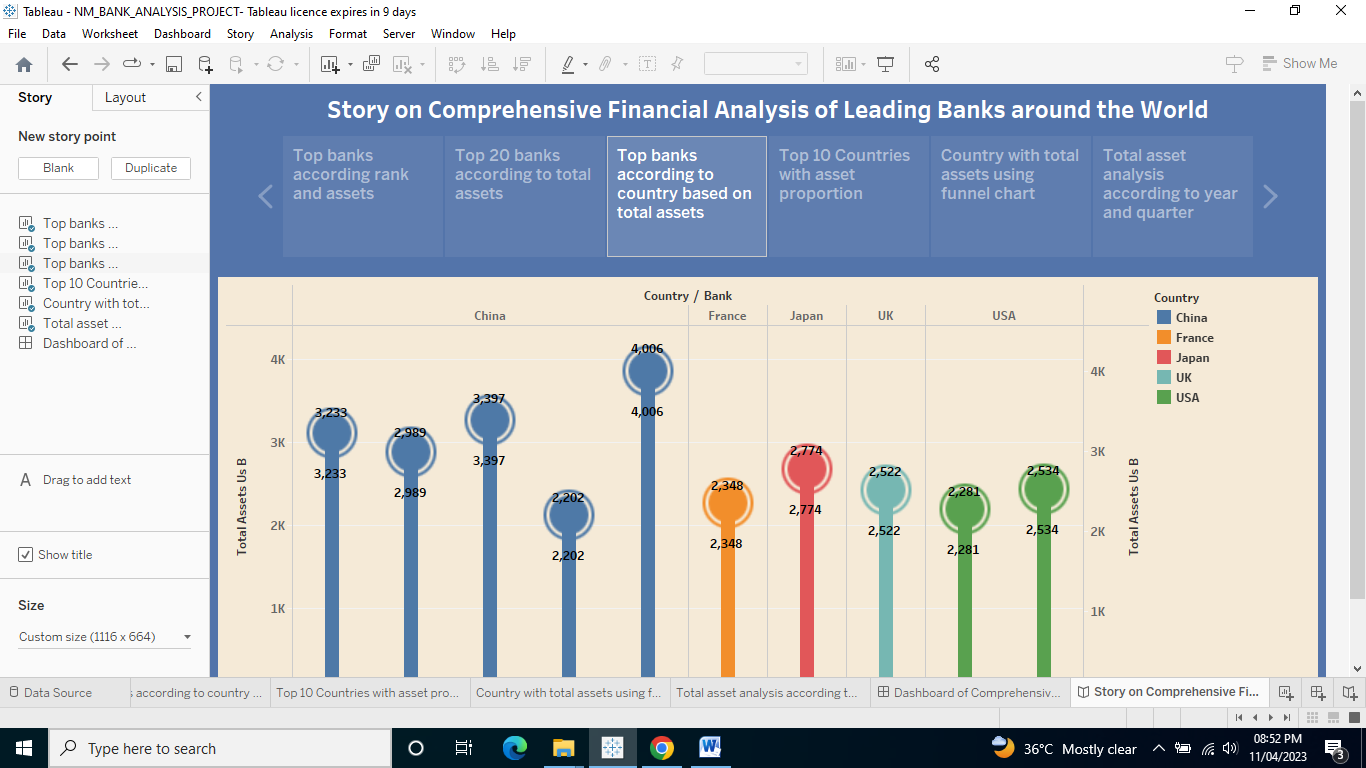 Tableau - NM_BANK_ANALYSIS_PROJECT- Tableau licence expires in 9 days
File Data Worksheet Dashboard Story Analysis Format Server Window Help
Show Me
Story
Layout
New story point
Blank
Duplicate
Top banks ...
Top banks ...
Top banks ...
Top 10 Countrie...
Country with tot...
Total asset ...
Dashboard of ...
A Drag to add text
Show title
Size
Custom size (1116 x 664)
Story on Comprehensive Financial Analysis of Leading Banks around the World
Top banks
according rank
and assets
Top 20 banks
according to total
assets
Top banks
according to
country based on
total assets
Top 10 Countries
with asset
proportion
Country with total
assets using
funnel chart
Total asset
analysis
according to year
and quarter
Country / Bank
China France Japan UK USA
Total Assets Us B
4K
3K
2K
1K
3,233
3,233
2,989
2,989
3,397
3,397
2,202
2,202
4,006
4,006
2,348
2,348
2,774
2,774
2,522
2,522
2,281
2,281
2,534
2,534
4K
3K
2K
1K
Total Assets Us B
Country
China
France
Japan
UK
USA
Data Source
s according to country ...
Top 10 Countries with asset pro...
Country with total assets using f...
Total asset analysis according t...
Dashboard of Comprehensiv...
Story on Comprehensive Fi...
Type here to search
36°C Mostly clear
08:52 PM
11/04/2023
3